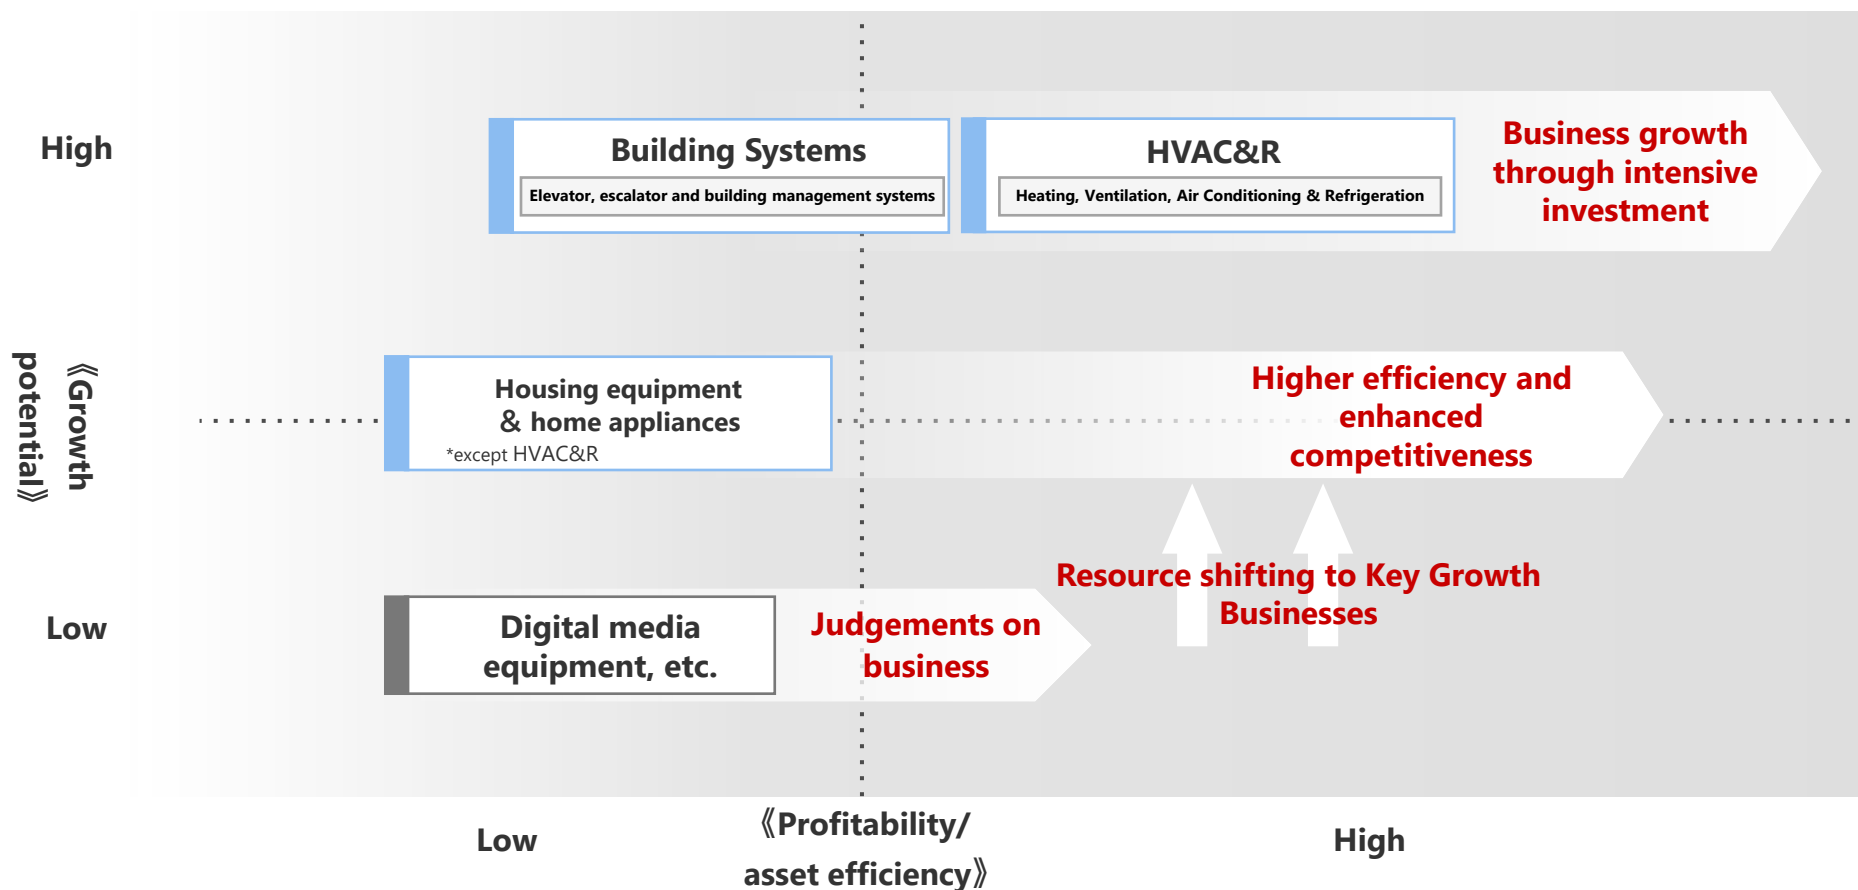 High
Building Systems
Elevator, escalator and building management systems
HVAC&R
Heating, Ventilation, Air Conditioning & Refrigeration
Business growth
through intensive
investment
《Growth
potential》
Housing equipment
& home appliances
*except HVAC&R
Higher efficiency and
enhanced
competitiveness
Resource shifting to Key Growth
Businesses
Low
Digital media
equipment, etc.
Judgements on
business
Low
《Profitability/
asset efficiency》
High